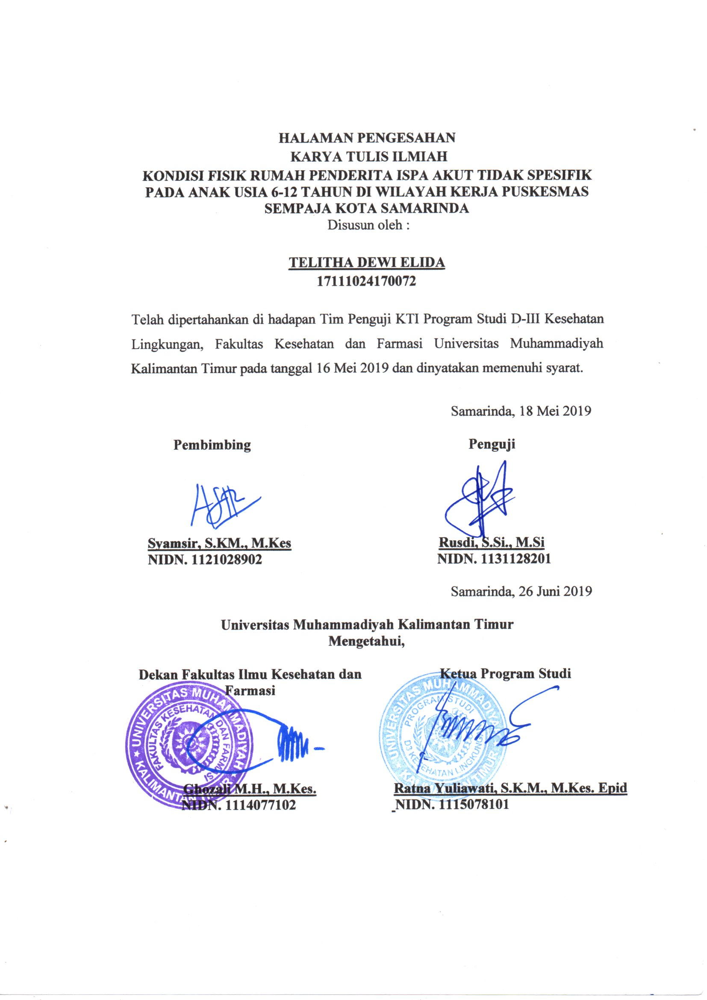 HALAMAN PENGESAHAN
KARYA TULIS ILMIAH
KONDISI FISIK RUMAH PENDERITA ISPA AKUT TIDAK SPESIFIK
PADA ANAK USIA 6-12 TAHUN DI WILAYAH KERJA PUSKESMAS
SEMPAJA KOTA SAMARINDA
Disusun oleh :
TELITHA DEWI ELIDA
17111024170072
Telah dipertahankan di hadapan Tim Penguji KTI Program Studi D-III Kesehatan
Lingkungan, Fakultas Kesehatan dan Farmasi Universitas Muhammadiyah
Kalimantan Timur pada tanggal 16 Mei 2019 dan dinyatakan memenuhi syarat.
Samarinda, 18 Mei 2019
Pembimbing Penguji
Syamsir, S.KM., M.Kes Rusdi, S.Si., M.Si
NIDN. 1121028902 NIDN. 1131128201
Samarinda, 26 Juni 2019
Universitas Muhammadiyah Kalimantan Timur
Mengetahui,
Dekan Fakultas Ilmu Kesehatan dan Ketua Program Studi
Farmasi
UNIVERSITAS MUHAMMADIYAH
FAKULTAS KESEHATAN DAN FARMASI
KALIMANTAN TIMUR
UNIVERSITAS MUHAMMADIYAH
PROGRAM STUDI
D3 KESEHATAN LINGKUNGAN
KALIMANTAN TIMUR
Ghozali M.H., M.Kes. Ratna Yuliawati, S.K.M., M.Kes. Epid
NIDN. 1114077102 NIDN. 1115078101